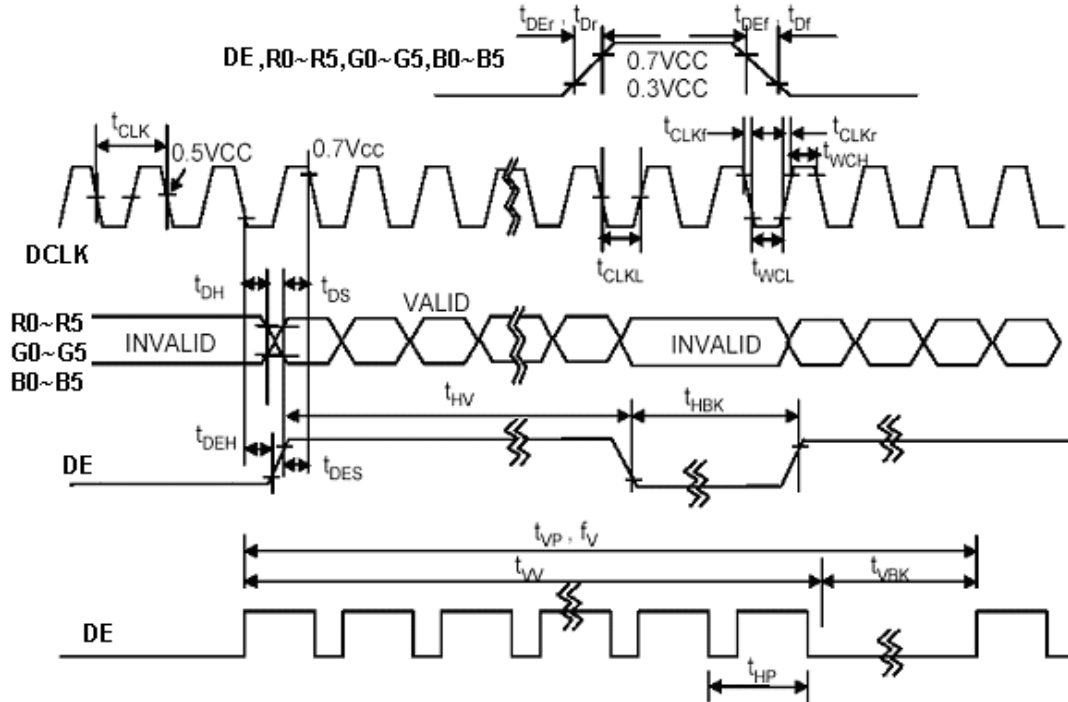 tDEr , tDr
tDEf , tDf
DE ,R0~R5,G0~G5,B0~B5
0.7VCC
0.3VCC
tCLK
0.5VCC
0.7Vcc
tCLKf
tCLKr
tWCH
DCLK
tCLKL
tWCL
tDH
tDS
VALID
R0~R5
G0~G5
B0~B5
INVALID
INVALID
tHV
tHBK
tDEH
tDES
DE
tVP , fV
tVV
tVBK
DE
tHP